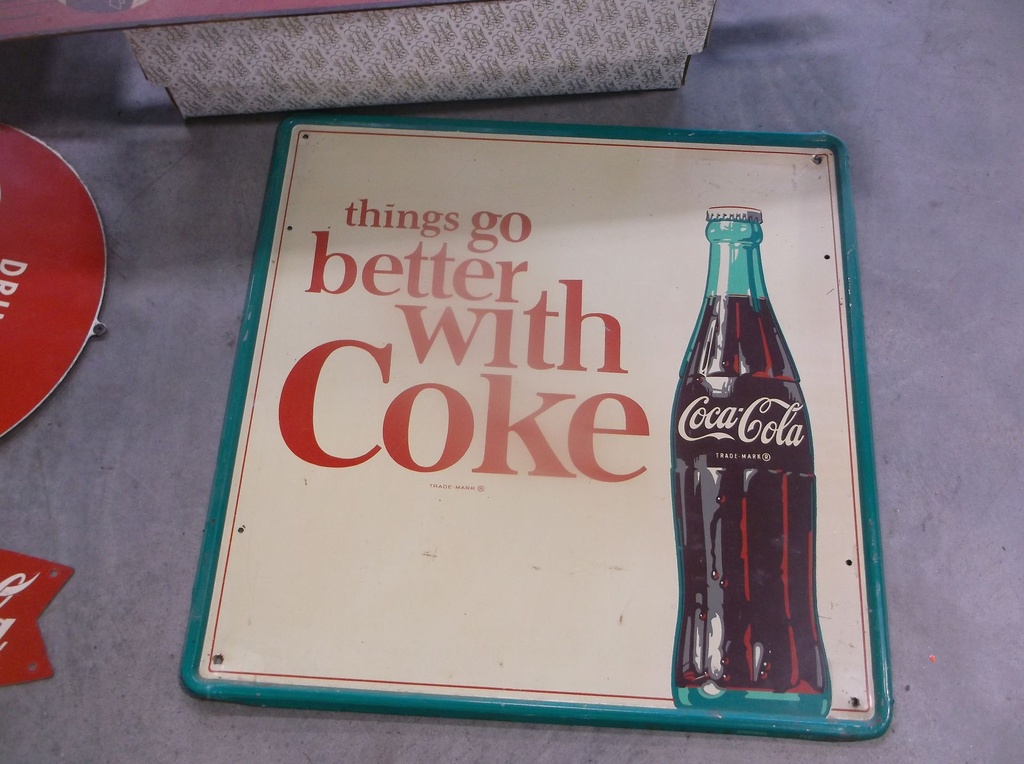 things go
better
with
Coke
TRADE-MARK ®
Coca-Cola
TRADE-MARK ®